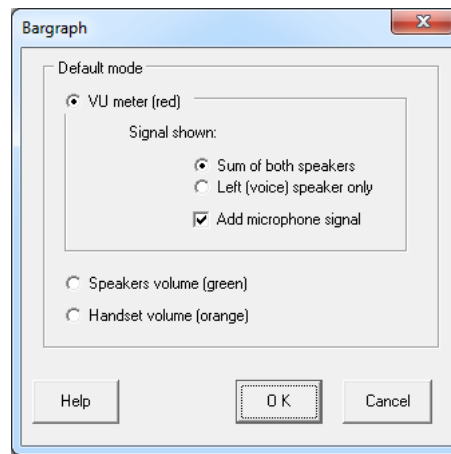 Bargraph
Default mode
VU meter (red)
Signal shown:
Sum of both speakers
Left (voice) speaker only
Add microphone signal
Speakers volume (green)
Handset volume (orange)
Help
O K
Cancel